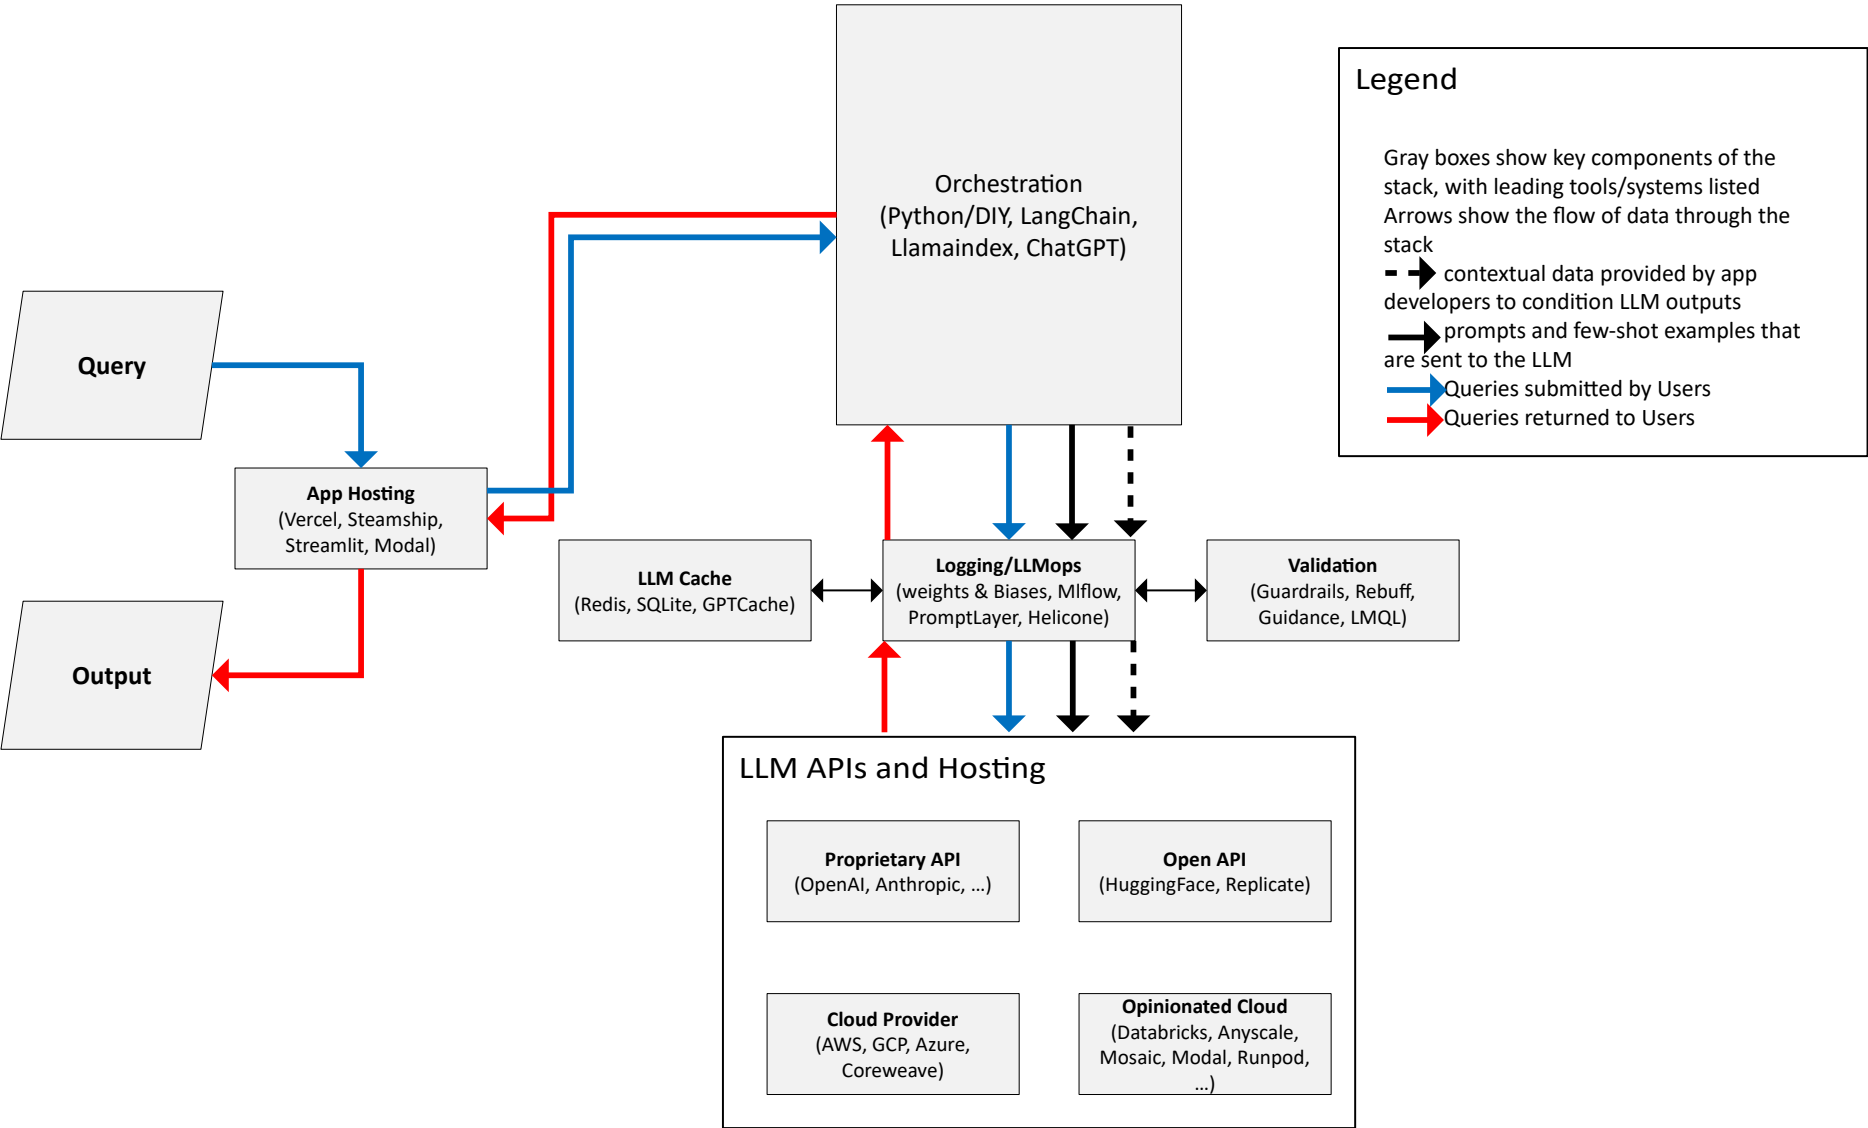 Orchestration
(Python/DIY, LangChain,
Llamaindex, ChatGPT)
Legend
Gray boxes show key components of the
stack, with leading tools/systems listed
Arrows show the flow of data through the
stack
contextual data provided by app
developers to condition LLM outputs
prompts and few-shot examples that
are sent to the LLM
Queries submitted by Users
Queries returned to Users
Query
App Hosting
(Vercel, Steamship,
Streamlit, Modal)
Output
LLM Cache
(Redis, SQLite, GPTCache)
Logging/LLMops
(weights & Biases, Mlflow,
PromptLayer, Helicone)
Validation
(Guardrails, Rebuff,
Guidance, LMQL)
LLM APIs and Hosting
Proprietary API
(OpenAI, Anthropic, ...)
Open API
(HuggingFace, Replicate)
Cloud Provider
(AWS, GCP, Azure,
Coreweave)
Opinionated Cloud
(Databricks, Anyscale,
Mosaic, Modal, Runpod,
...)